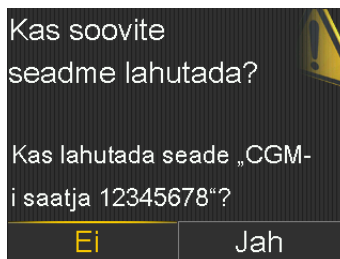 Kas soovite
seadme lahutada?
Kas lahutada seade „CGM-
i saatja 12345678“?
Ei
Jah